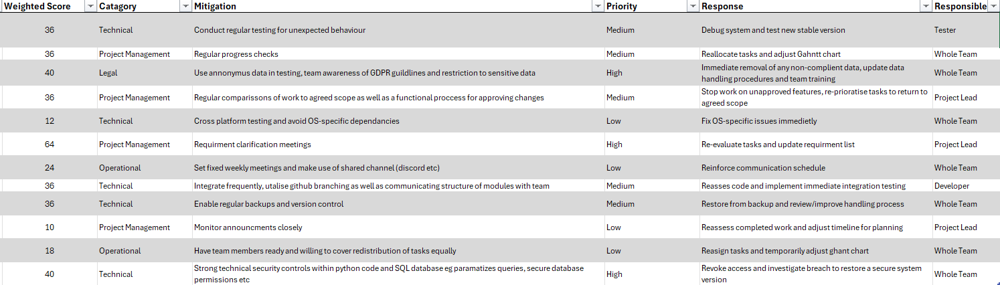 Weighted Score Catagory Mitigation Priority Response Responsible
36 Technical Conduct regular testing for unexpected behaviour Medium Debug system and test new stable version Tester
36 Project Management Regular progress checks Medium Reallocate tasks and adjust Gahntt chart Whole Team
40 Legal Use annonymus data in testing, team awareness of GDPR guildlines and restriction to sensitive data High Immediate removal of any non-complient data, update data
handling procedures and team training Whole Team
36 Project Management Regular comparissons of work to agreed scope as well as a functional proccess for approving changes Medium Stop work on unapproved features, re-prioratise tasks to return to
agreed scope Project Lead
12 Technical Cross platform testing and avoid OS-specific dependancies Low Fix OS-specific issues immedietly Whole Team
64 Project Management Requirment clarification meetings High Re-evaluate tasks and update requirment list Project Lead
24 Operational Set fixed weekly meetings and make use of shared channel (discord etc) Low Reinforce communication schedule Whole Team
36 Technical Integrate frequently, utalise github branching as well as communicating structure of modules with team Medium Reasses code and implement immediate integration testing Developer
36 Technical Enable regular backups and version control Medium Restore from backup and review/improve handling process Whole Team
10 Project Management Monitor announcments closely Low Reassess completed work and adjust timeline for planning Project Lead
18 Operational Have team members ready and willing to cover redistribution of tasks equally Low Reasign tasks and temporarily adjust ghant chart Whole Team
40 Technical Strong technical security controls within python code and SQL database eg paramatizes queries, secure database
permissions etc High Revoke access and investigate breach to restore a secure system
version Whole Team